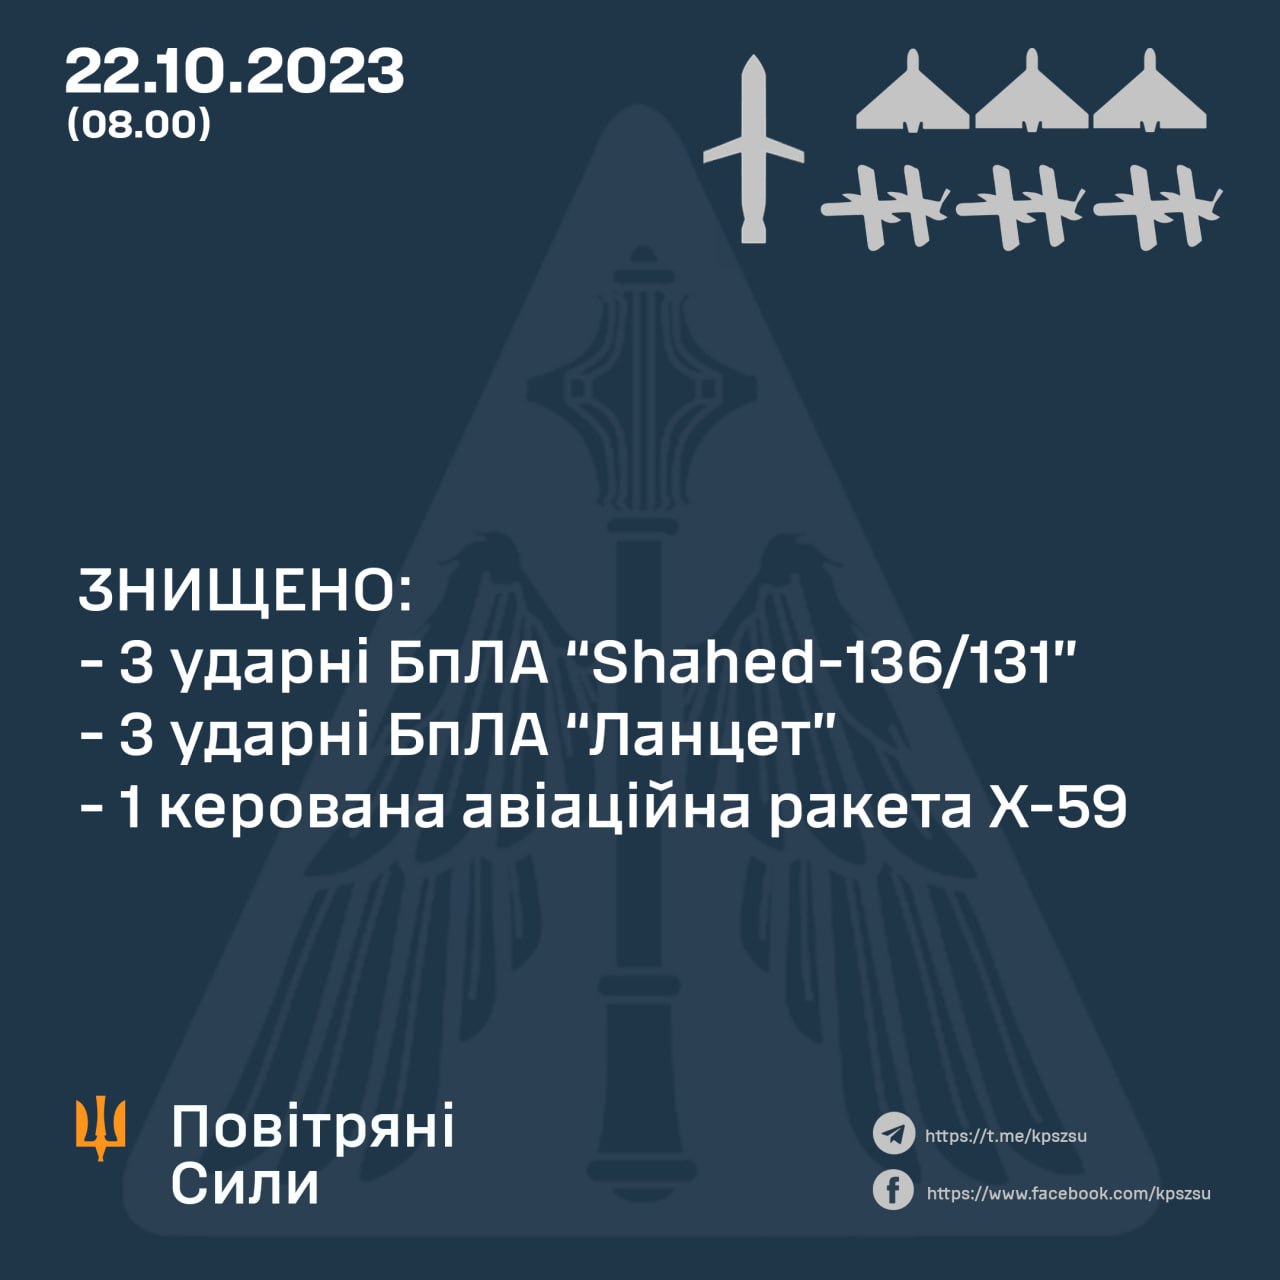 22.10.2023
(08.00)
ЗНИЩЕНО:
- 3 ударні БпЛА “Shahed-136/131”
- 3 ударні БпЛА “Ланцет”
- 1 керована авіаційна ракета Х-59
Повітряні
Сили
https://t.me/kpszsu
https://www.facebook.com/kpszsu